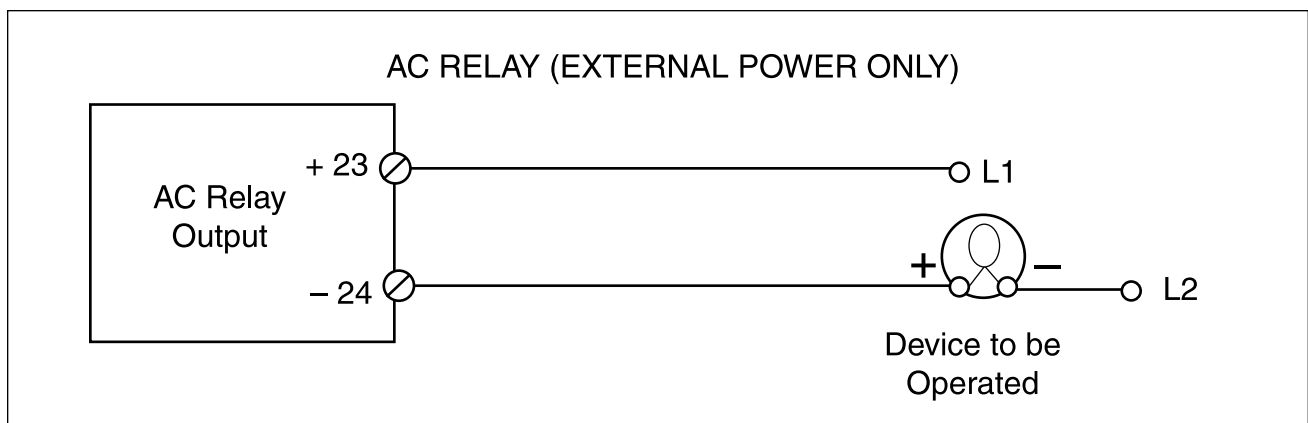 AC RELAY (EXTERNAL POWER ONLY)
+ 23
L1
AC Relay
Output
+
–
– 24
L2
Device to be
Operated